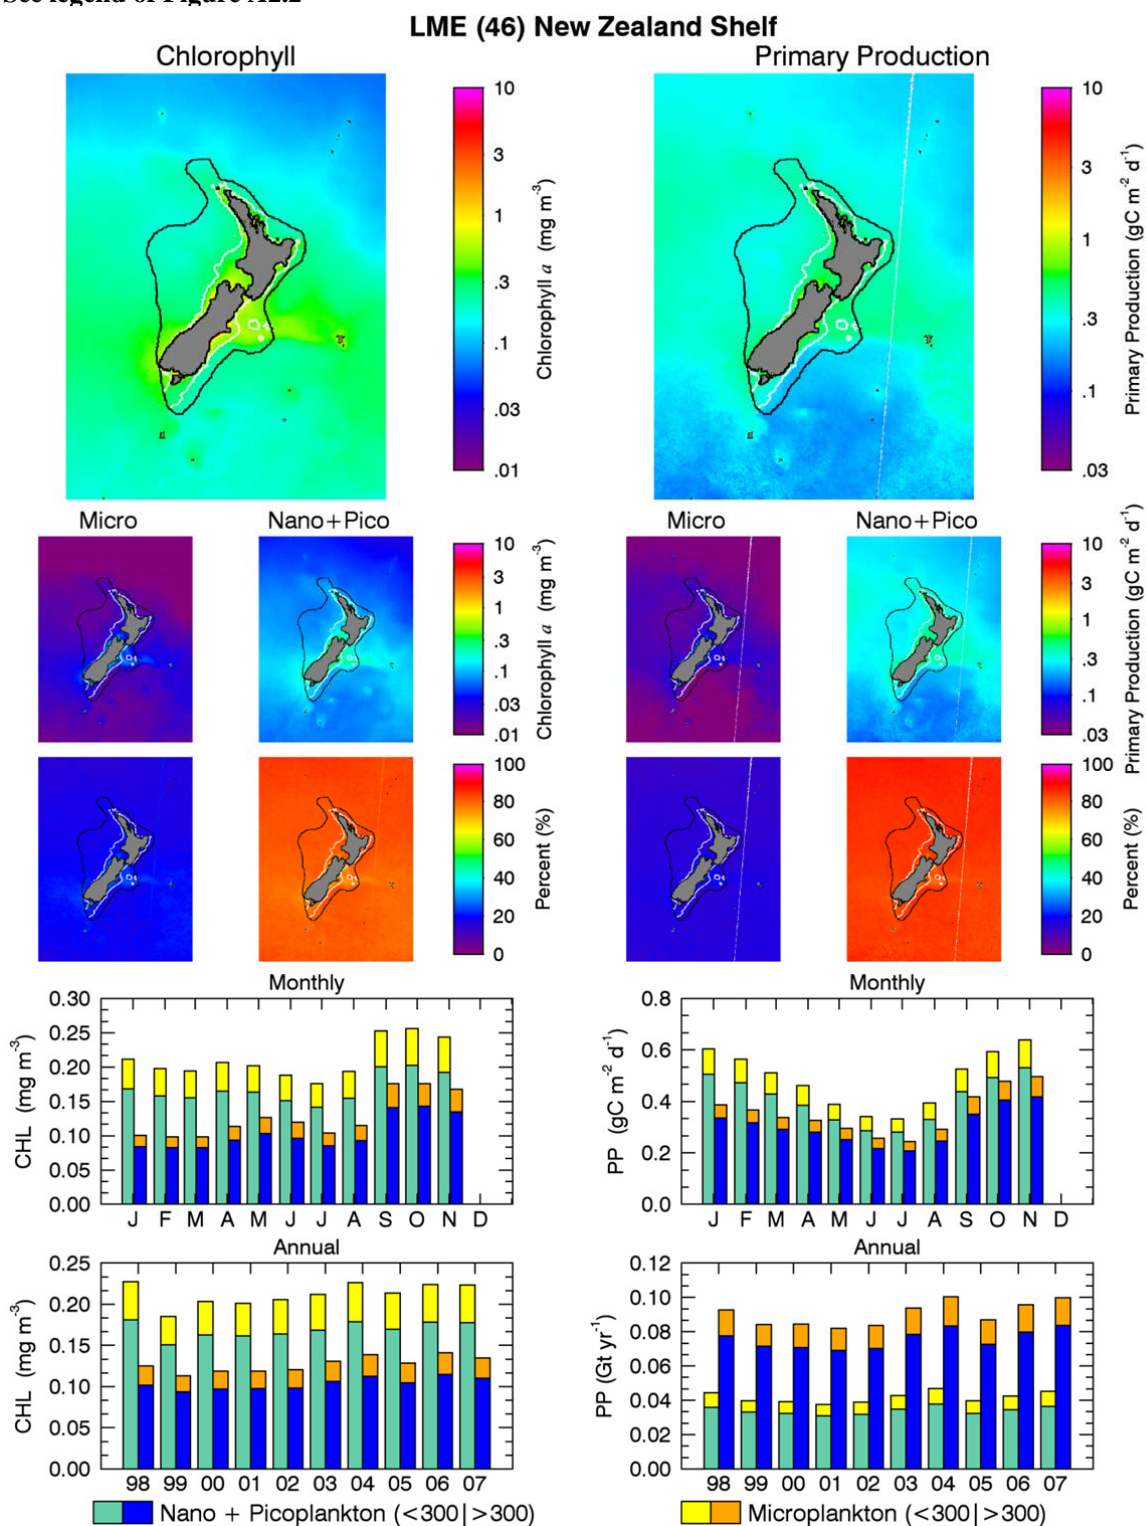 See legend of Figure A2.2
LME (46) New Zealand Shelf
Chlorophyll
Primary Production
10
3
1
.3
.1
.03
.01
Chlorophyll a (mg m-3)
10
3
1
.3
.1
.03
Primary Production (gC m-2 d-1)
Micro
Nano+Pico
Micro
Nano+Pico
10
3
1
.3
.1
.03
.01
Chlorophyll a (mg m-3)
10
3
1
.3
.1
.03
Primary Production (gC m-2 d-1)
100
80
60
40
20
0
Percent (%)
100
80
60
40
20
0
Percent (%)
Monthly
0.30
0.25
0.20
0.15
0.10
0.05
0.00
CHL (mg m-3)
J F M A M J J A S O N D
Monthly
0.8
0.6
0.4
0.2
0.0
PP (gC m-2 d-1)
J F M A M J J A S O N D
Annual
0.25
0.20
0.15
0.10
0.05
0.00
CHL (mg m-3)
98 99 00 01 02 03 04 05 06 07
Annual
0.12
0.10
0.08
0.06
0.04
0.02
0.00
PP (Gt yr-1)
98 99 00 01 02 03 04 05 06 07
Nano + Picoplankton (<300|>300)
Microplankton (<300|>300)